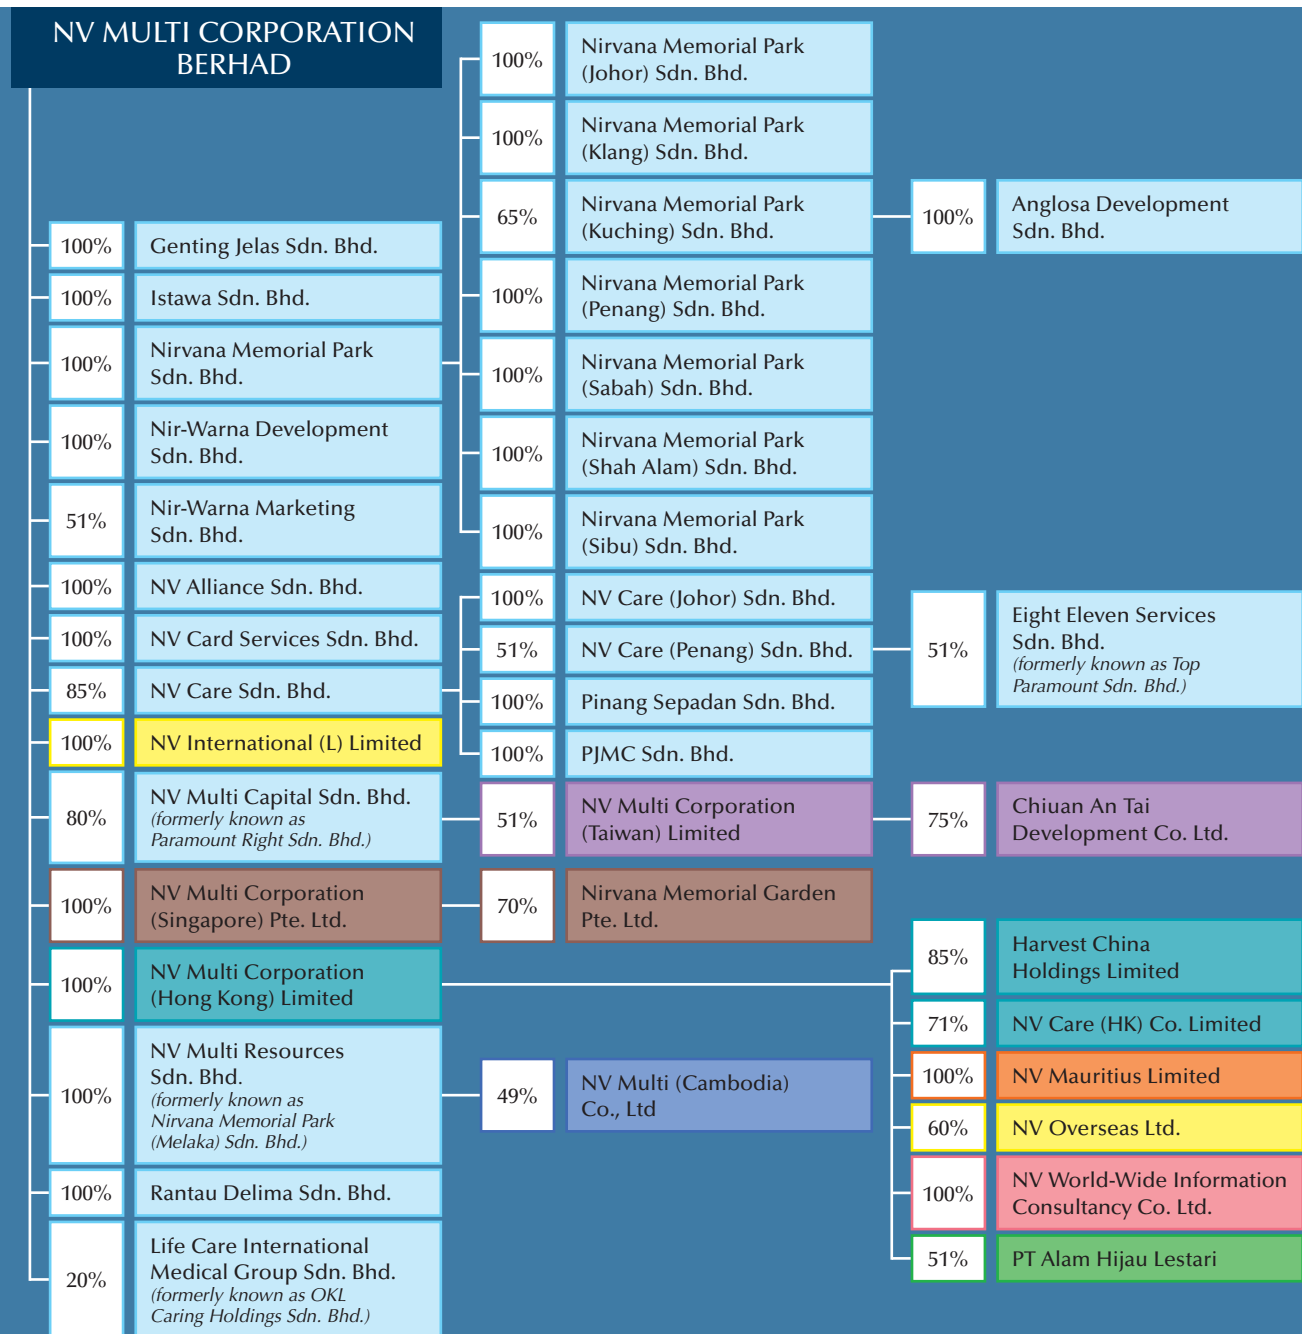 NV MULTI CORPORATION
BERHAD
100%
Genting Jelas Sdn. Bhd.
100%
Istawa Sdn. Bhd.
100%
Nirvana Memorial Park
Sdn. Bhd.
100%
Nir-Warna Development
Sdn. Bhd.
51%
Nir-Warna Marketing
Sdn. Bhd.
100%
NV Alliance Sdn. Bhd.
100%
NV Card Services Sdn. Bhd.
85%
NV Care Sdn. Bhd.
100%
NV International (L) Limited
80%
NV Multi Capital Sdn. Bhd.
(formerly known as
Paramount Right Sdn. Bhd.)
100%
NV Multi Corporation
(Singapore) Pte. Ltd.
100%
NV Multi Corporation
(Hong Kong) Limited
100%
NV Multi Resources
Sdn. Bhd.
(formerly known as
Nirvana Memorial Park
(Melaka) Sdn. Bhd.)
100%
Rantau Delima Sdn. Bhd.
20%
Life Care International
Medical Group Sdn. Bhd.
(formerly known as OKL
Caring Holdings Sdn. Bhd.)
100%
Nirvana Memorial Park
(Johor) Sdn. Bhd.
100%
Nirvana Memorial Park
(Klang) Sdn. Bhd.
65%
Nirvana Memorial Park
(Kuching) Sdn. Bhd.
100%
Nirvana Memorial Park
(Penang) Sdn. Bhd.
100%
Nirvana Memorial Park
(Sabah) Sdn. Bhd.
100%
Nirvana Memorial Park
(Shah Alam) Sdn. Bhd.
100%
Nirvana Memorial Park
(Sibu) Sdn. Bhd.
100%
NV Care (Johor) Sdn. Bhd.
51%
NV Care (Penang) Sdn. Bhd.
100%
Pinang Sepadan Sdn. Bhd.
100%
PJMC Sdn. Bhd.
51%
NV Multi Corporation
(Taiwan) Limited
70%
Nirvana Memorial Garden
Pte. Ltd.
49%
NV Multi (Cambodia)
Co., Ltd
100%
Anglosa Development
Sdn. Bhd.
51%
Eight Eleven Services
Sdn. Bhd.
(formerly known as Top
Paramount Sdn. Bhd.)
75%
Chiuan An Tai
Development Co. Ltd.
85%
Harvest China
Holdings Limited
71%
NV Care (HK) Co. Limited
100%
NV Mauritius Limited
60%
NV Overseas Ltd.
100%
NV World-Wide Information
Consultancy Co. Ltd.
51%
PT Alam Hijau Lestari